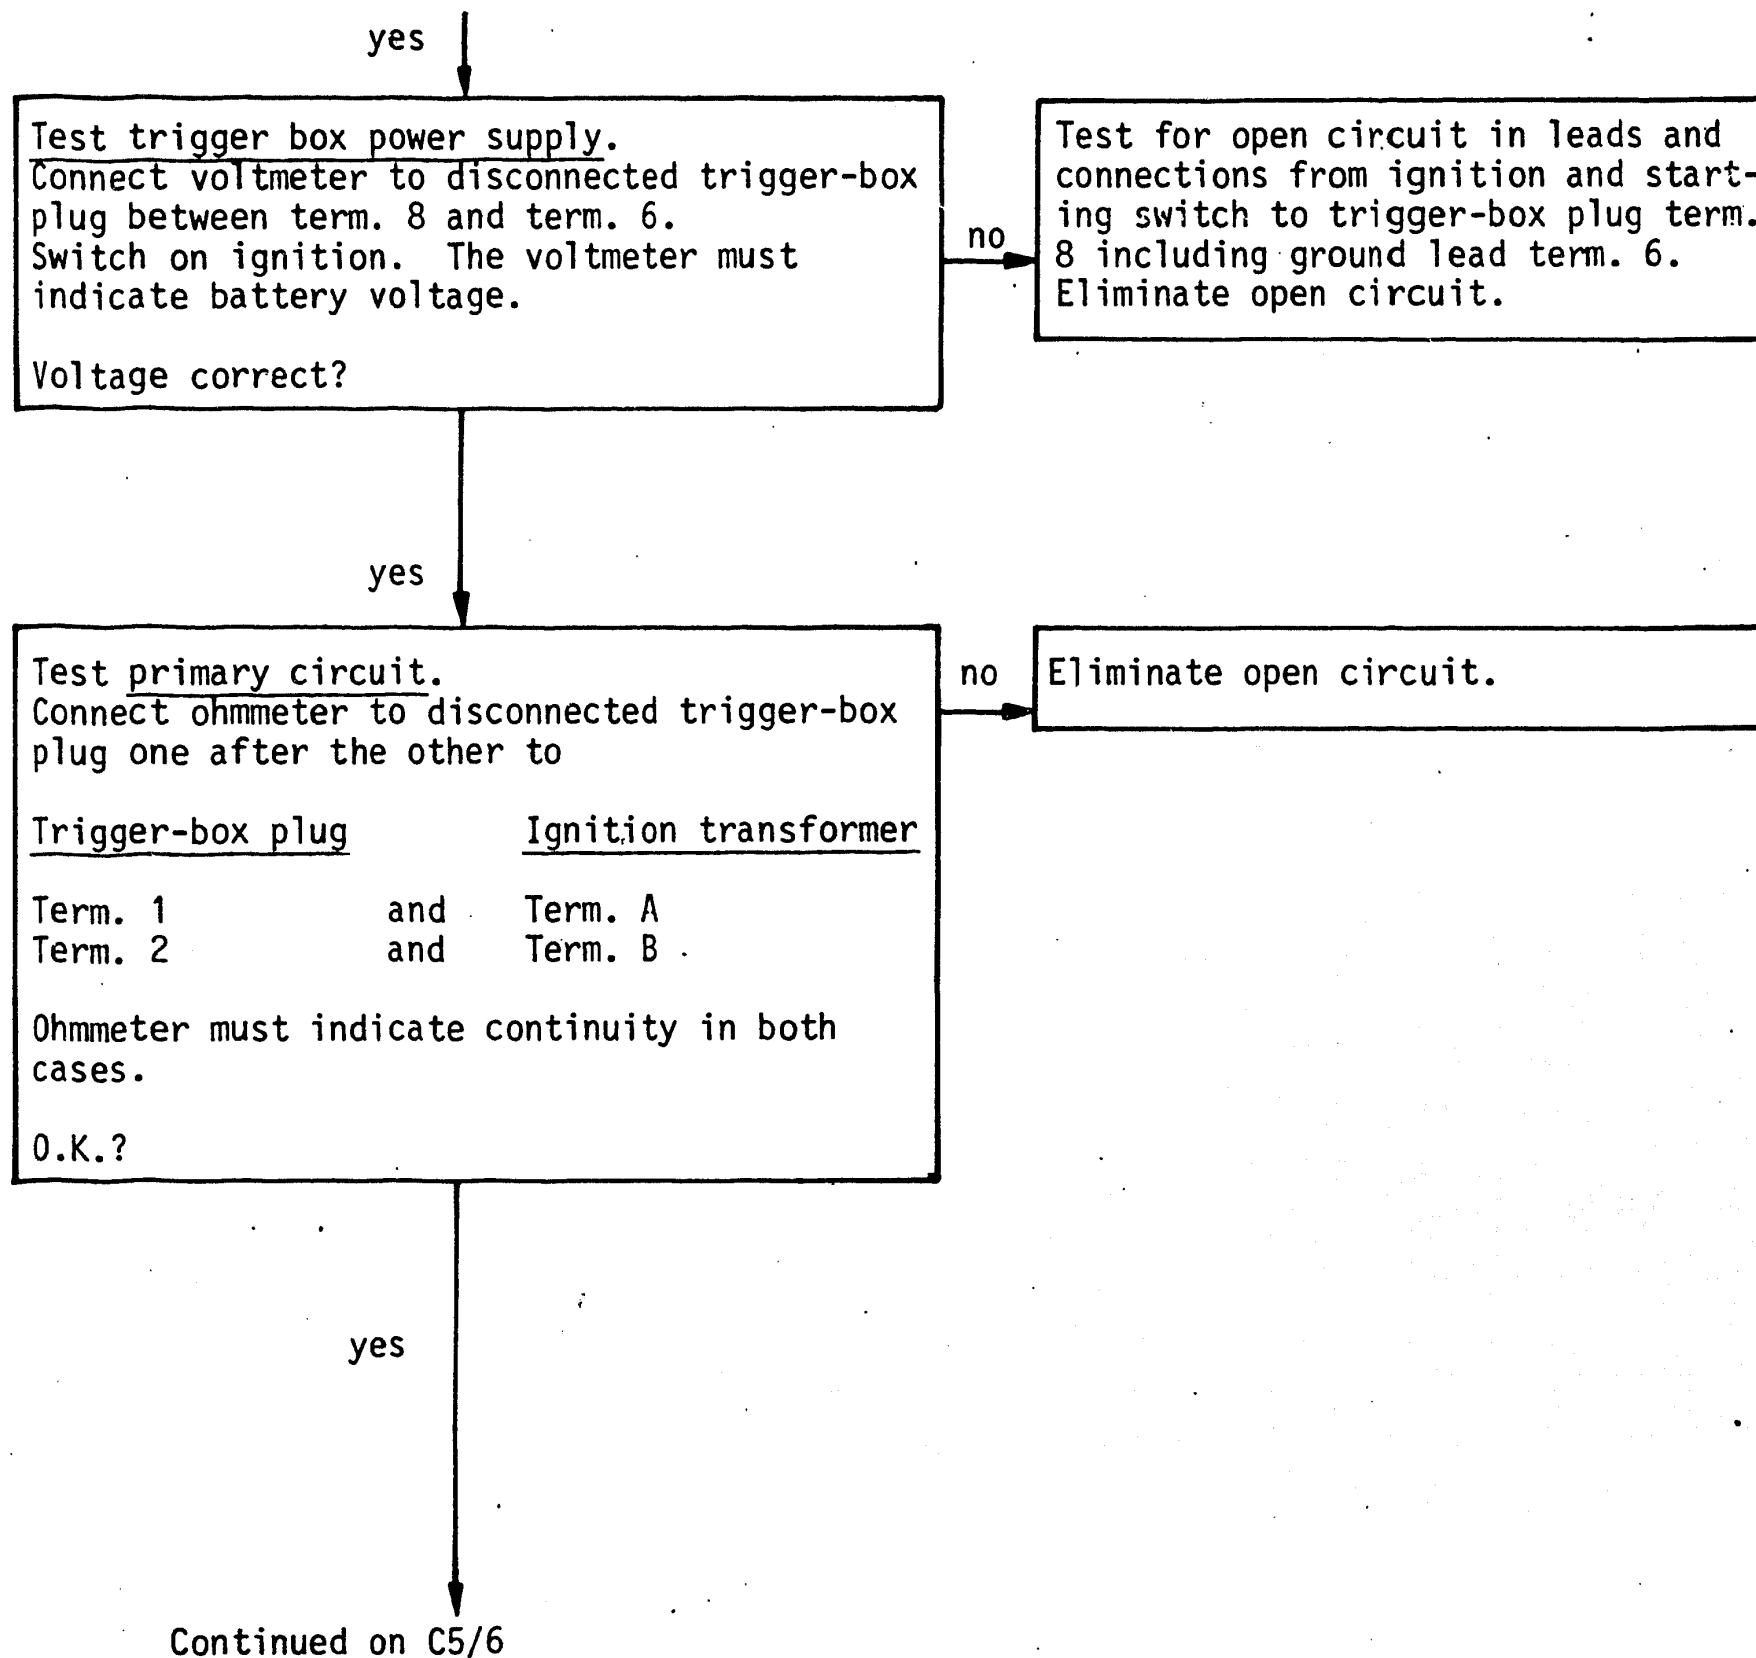 yes
Test trigger box power supply.
Connect voltmeter to disconnected trigger-box
plug between term. 8 and term. 6.
Switch on ignition. The voltmeter must
indicate battery voltage.
Voltage correct?
no
Test for open circuit in leads and
connections from ignition and start-
ing switch to trigger-box plug term.
8 including ground lead term. 6.
Eliminate open circuit.
yes
Test primary circuit.
Connect ohmmeter to disconnected trigger-box
plug one after the other to
Trigger-box plug Ignition transformer
Term. 1 and Term. A
Term. 2 and Term. B
Ohmmeter must indicate continuity in both
cases.
O.K.?
no
Eliminate open circuit.
yes
Continued on C5/6